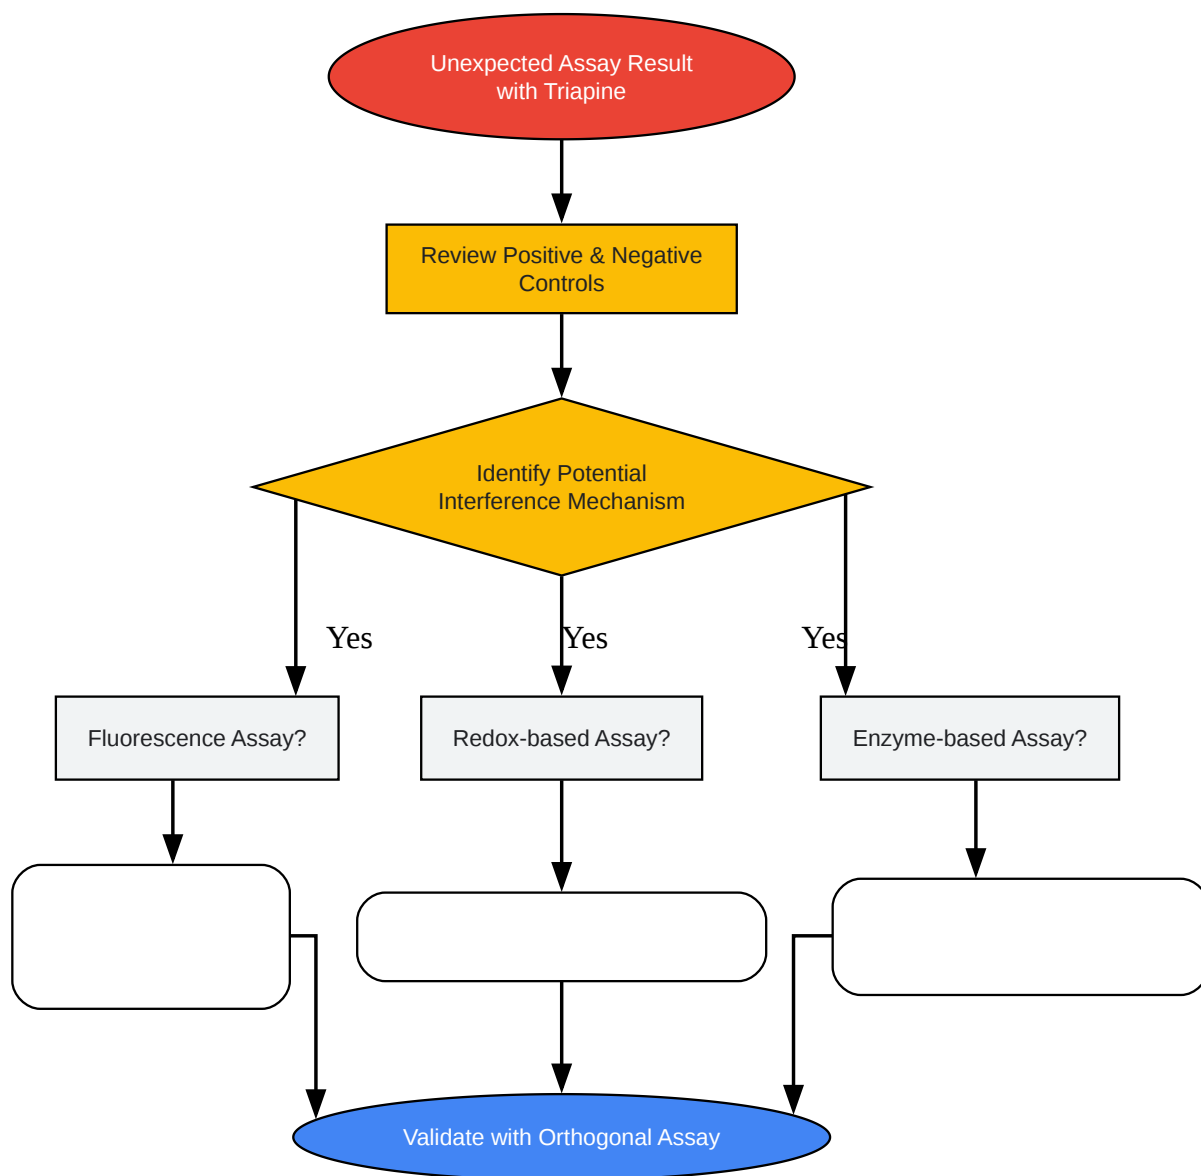 Unexpected Assay Result
with Triapine
Review Positive & Negative
Controls
Identify Potential
Interference Mechanism
Yes
Yes
Yes
Fluorescence Assay?
Redox-based Assay?
Enzyme-based Assay?
Validate with Orthogonal Assay